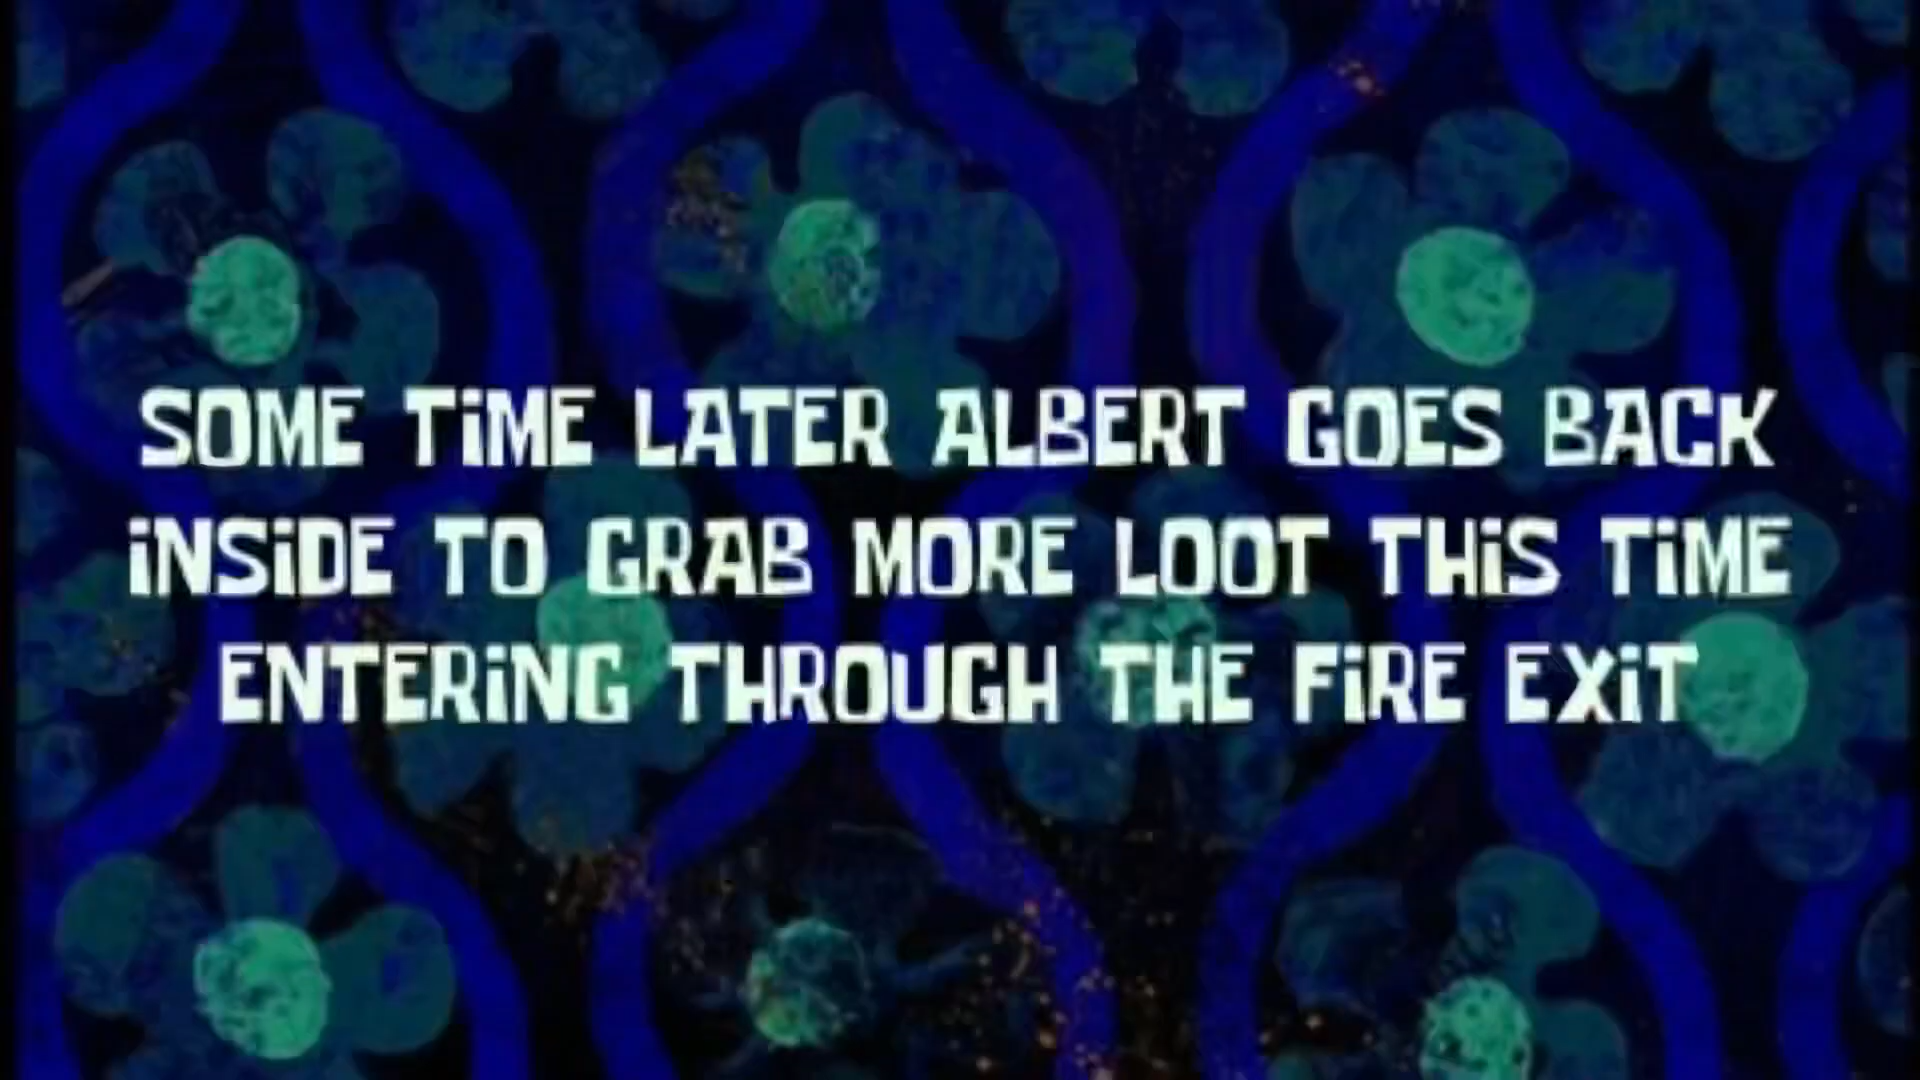 SOME TiME LATER ALBERT GOES BACK
iNSiDE TO GRAB MORE LOOT THiS TiME
ENTERiNG THROUGH THE FiRE EXiT